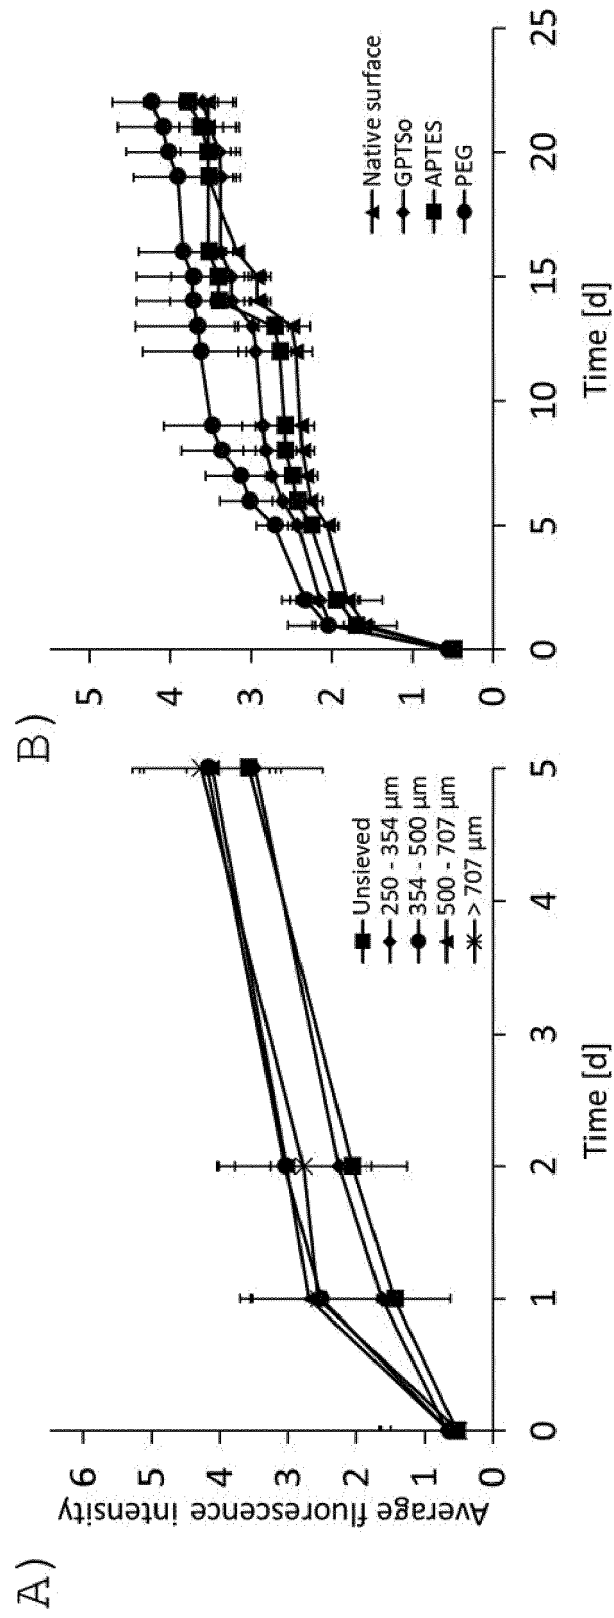 A)
Average fluorescence intensity
6
5
4
3
2
1
0
0 1 2 3 4 5
Time [d]
Unsieved
250 - 354 µm
354 - 500 µm
500 - 707 µm
> 707 µm
B)
5
4
3
2
1
0
0 5 10 15 20 25
Time [d]
Native surface
GPTSo
APTES
PEG